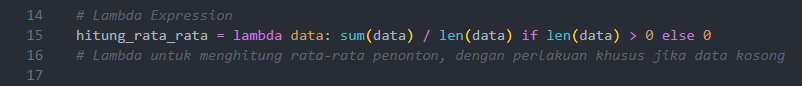 14 # Lambda Expression
15 hitung_rata_rata = lambda data: sum(data) / len(data) if len(data) > 0 else 0
16 # Lambda untuk menghitung rata-rata penonton, dengan perlakuan khusus jika data kosong
17